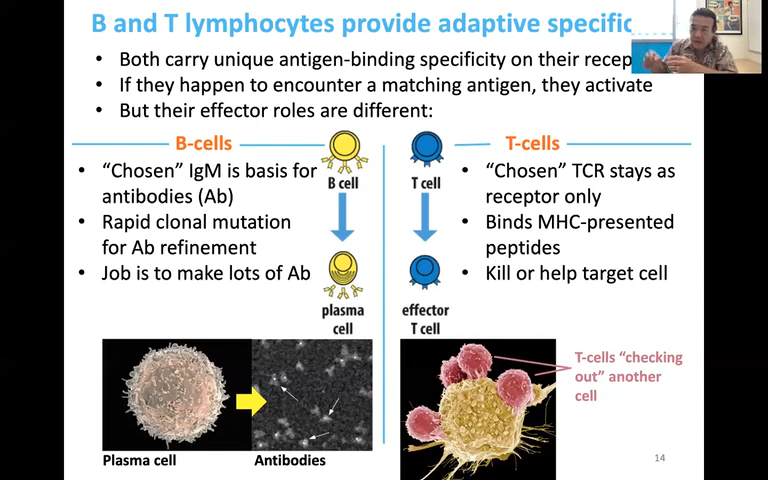 B and T lymphocytes provide adaptive
• Both carry unique antigen-binding specificity on their
• If they happen to encounter a matching antigen, they activate
• But their effector roles are different:
B-cells
• “Chosen” IgM is basis for
antibodies (Ab)
• Rapid clonal mutation
for Ab refinement
• Job is to make lots of Ab
B cell
plasma
cell
T cell
effector
T cell
T-cells
• “Chosen” TCR stays as
receptor only
• Binds MHC-presented
peptides
• Kill or help target cell
Plasma cell
Antibodies
T-cells “checking
out” another
cell
14